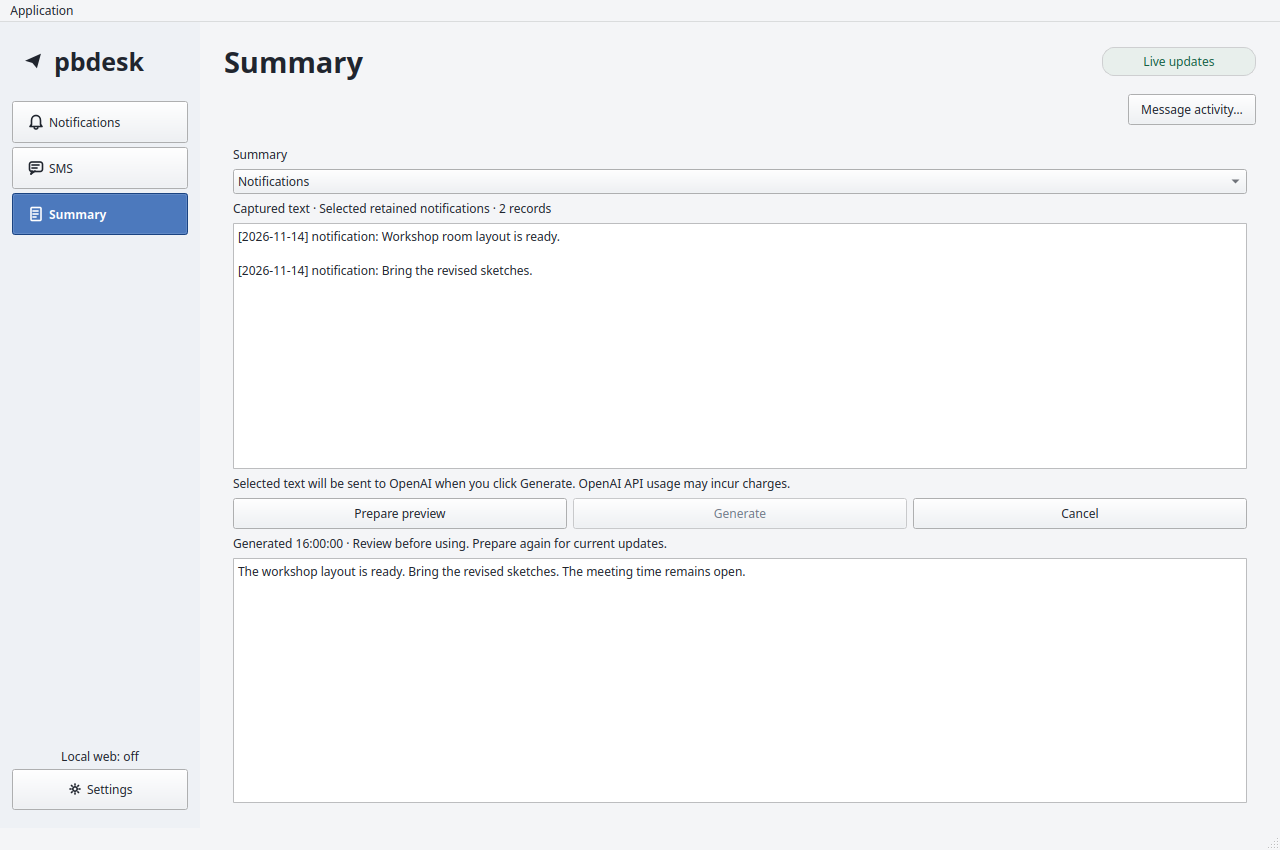 Application
pbdesk
Summary
Live updates
Message activity...
Notifications
SMS
Summary
Summary
Notifications
Captured text · Selected retained notifications · 2 records
[2026-11-14] notification: Workshop room layout is ready.
[2026-11-14] notification: Bring the revised sketches.
Selected text will be sent to OpenAI when you click Generate. OpenAI API usage may incur charges.
Prepare preview
Generate
Cancel
Generated 16:00:00 · Review before using. Prepare again for current updates.
The workshop layout is ready. Bring the revised sketches. The meeting time remains open.
Local web: off
Settings